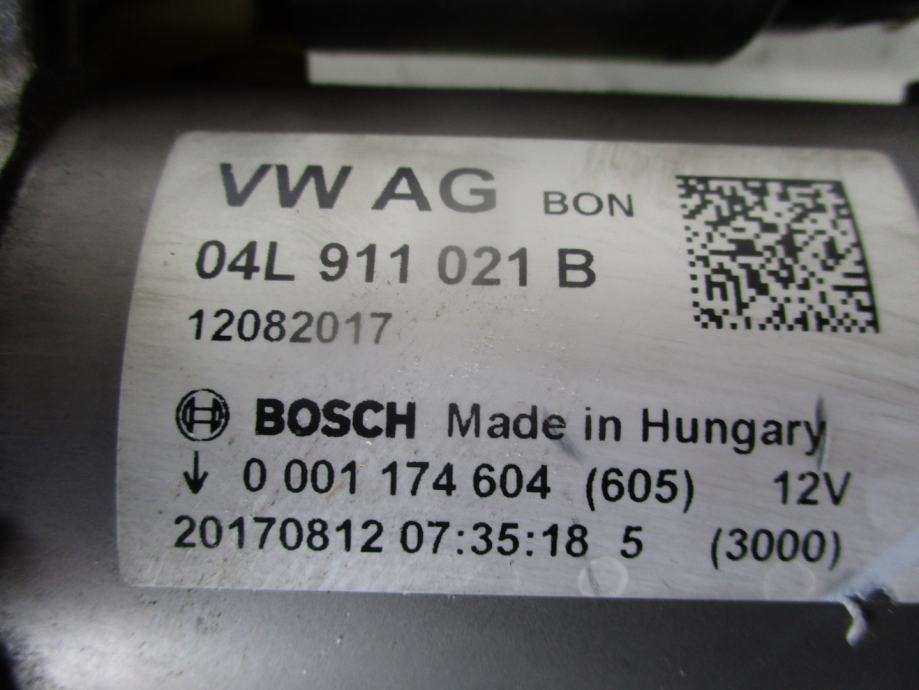 VW AG BON
04L 911 021 B
12082017
BOSCH Made in Hungary
↓ 0 001 174 604 (605) 12V
20170812 07:35:18 5 (3000)